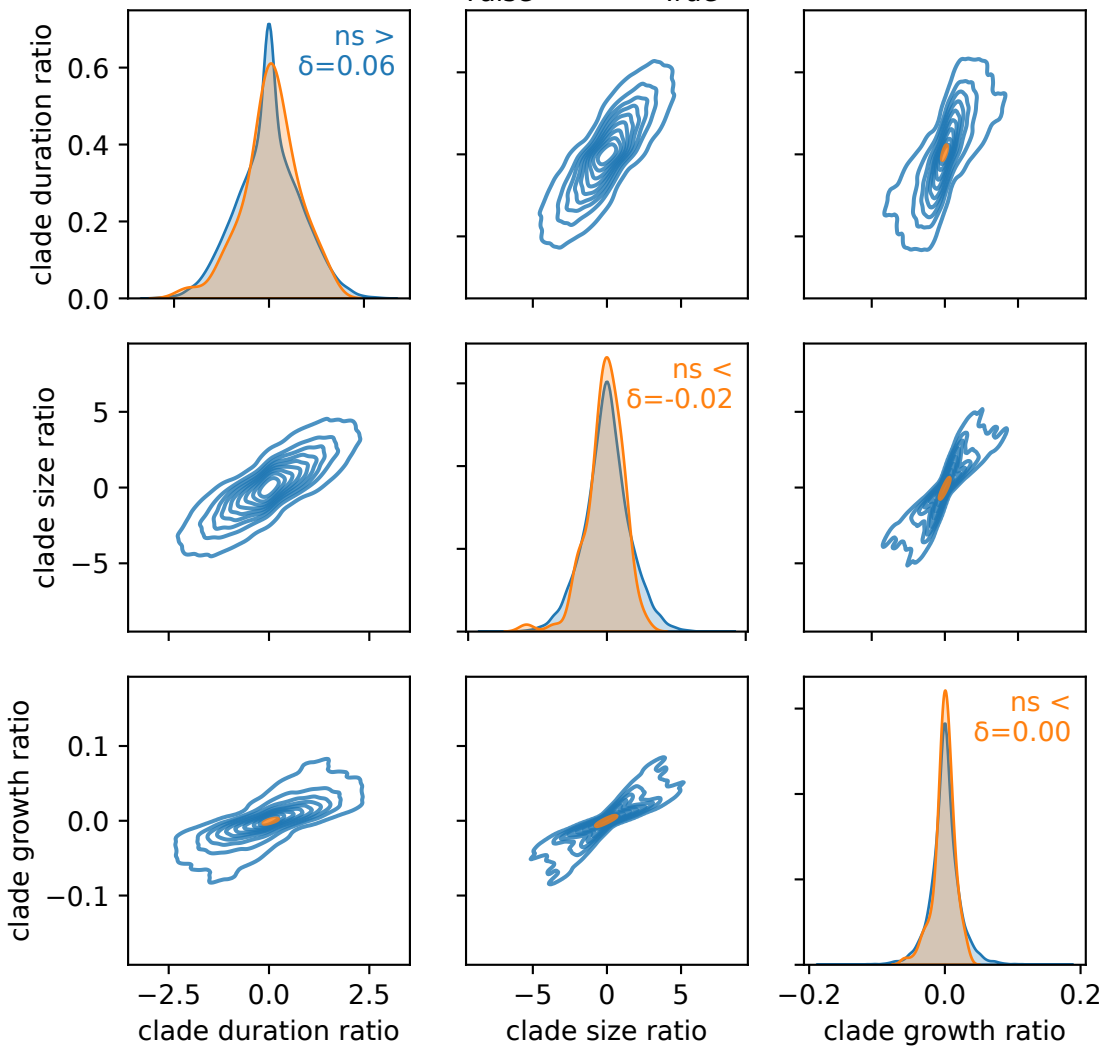 ns >
δ=0.06
clade duration ratio
0.6
0.4
0.2
0.0
ns <
δ=-0.02
clade size ratio
5
0
−5
ns <
δ=0.00
clade growth ratio
0.1
0.0
−0.1
−2.5 0.0 2.5 −5 0 5 −0.2 0.0 0.2
clade duration ratio clade size ratio clade growth ratio